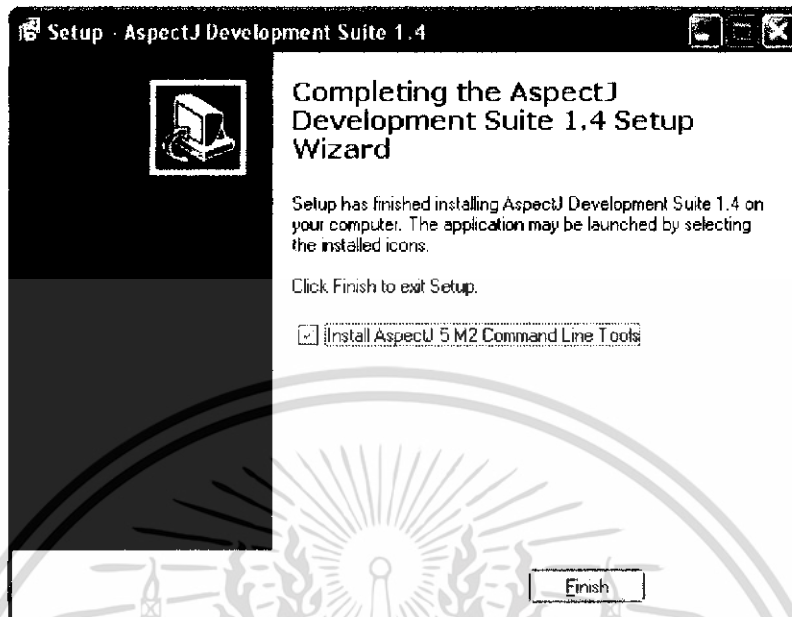 Setup - AspectJ Development Suite 1.4
Completing the AspectJ
Development Suite 1.4 Setup
Wizard
Setup has finished installing AspectJ Development Suite 1.4 on
your computer. The application may be launched by selecting
the installed icons.
Click Finish to exit Setup.
Install AspectJ 5 M2 Command Line Tools
Finish